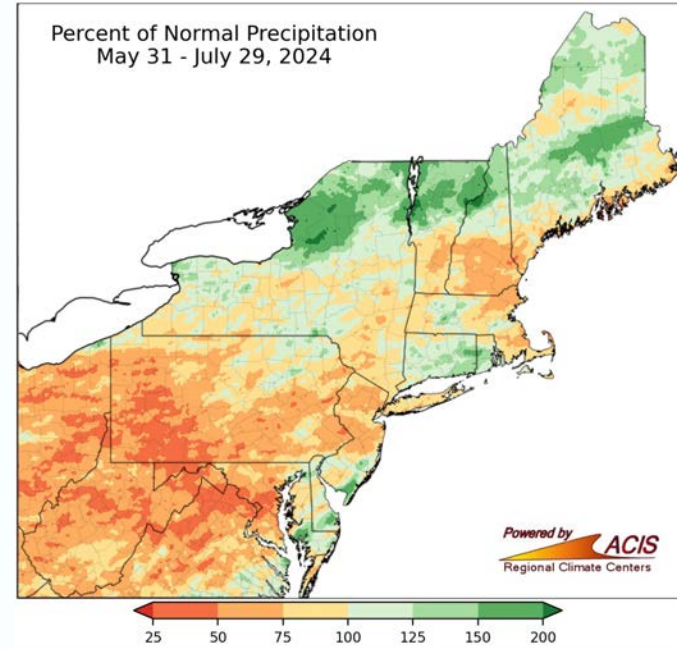 Percent of Normal Precipitation
May 31 - July 29, 2024
Powered by
ACIS
Regional Climate Centers
25 50 75 100 125 150 200